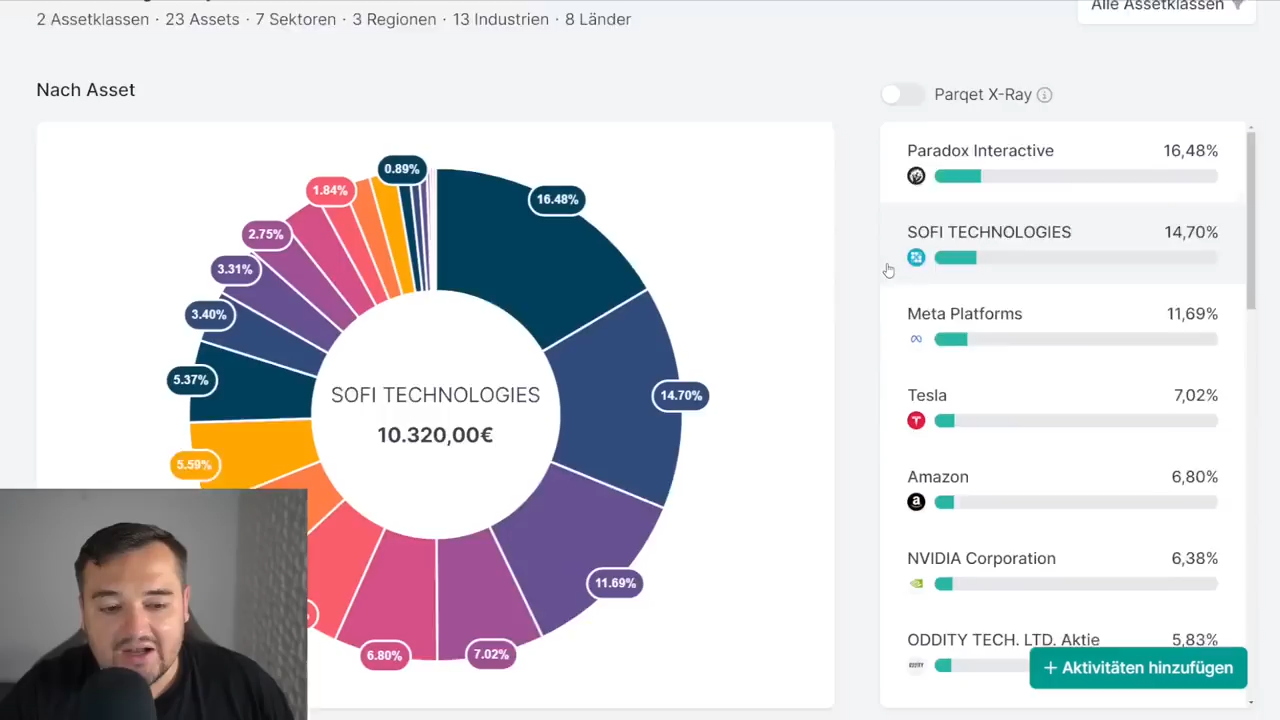 2 Assetklassen · 23 Assets · 7 Sektoren · 3 Regionen · 13 Industrien · 8 Länder
Alle Assetklassen
Nach Asset
Parqet X-Ray
0.89%
1.84%
2.75%
3.31%
3.40%
5.37%
5.59%
16.48%
14.70%
11.69%
7.02%
6.80%
SOFI TECHNOLOGIES
10.320,00€
Paradox Interactive 16,48%
SOFI TECHNOLOGIES 14,70%
Meta Platforms 11,69%
Tesla 7,02%
Amazon 6,80%
NVIDIA Corporation 6,38%
ODDITY TECH. LTD. Aktie 5,83%
+ Aktivitäten hinzufügen